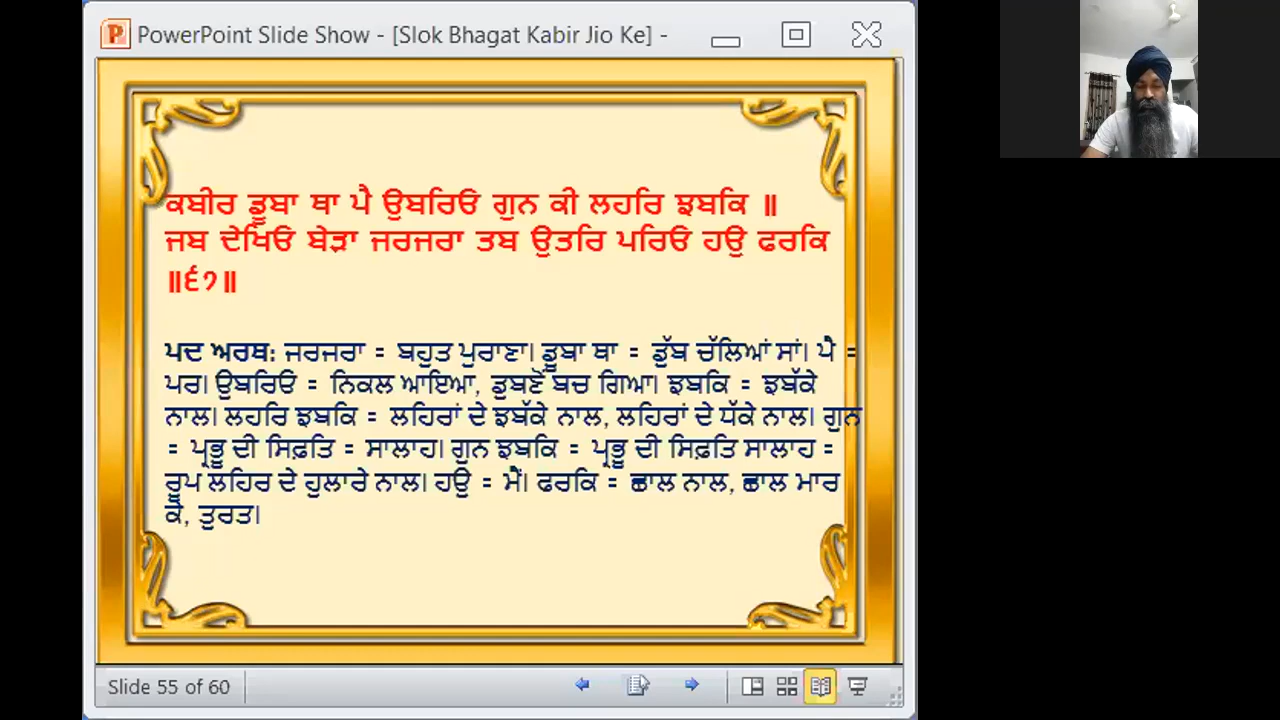 PowerPoint Slide Show - [Slok Bhagat Kabir Jio Ke] -
ਕਬੀਰ ਡੂਬਾ ਥਾ ਪੈ ਉਬਰਿਓ ਗੁਨ ਕੀ ਲਹਰਿ ਝਬਕਿ ॥
ਜਬ ਦੇਖਿਓ ਬੇੜਾ ਜਰਜਰਾ ਤਬ ਉਤਰਿ ਪਰਿਓ ਹਉ ਫਰਕਿ
॥੬੭॥
ਪਦ ਅਰਥ: ਜਰਜਰਾ = ਬਹੁਤ ਪੁਰਾਣਾ। ਡੂਬਾ ਥਾ = ਡੁੱਬ ਚੱਲਿਆਂ ਸਾਂ। ਪੈ =
ਪਰ। ਉਬਰਿਓ = ਨਿਕਲ ਆਇਆ, ਡੁਬਣੋਂ ਬਚ ਗਿਆ। ਝਬਕਿ = ਝਬੱਕੇ
ਨਾਲ। ਲਹਰਿ ਝਬਕਿ = ਲਹਿਰਾਂ ਦੇ ਝਬੱਕੇ ਨਾਲ, ਲਹਿਰਾਂ ਦੇ ਧੱਕੇ ਨਾਲ। ਗੁਨ
= ਪ੍ਰਭੂ ਦੀ ਸਿਫ਼ਤਿ = ਸਾਲਾਹ। ਗੁਨ ਝਬਕਿ = ਪ੍ਰਭੂ ਦੀ ਸਿਫ਼ਤਿ ਸਾਲਾਹ =
ਰੂਪ ਲਹਿਰ ਦੇ ਹੁਲਾਰੇ ਨਾਲ। ਹਉ = ਮੈਂ। ਫਰਕਿ = ਛਾਲ ਨਾਲ, ਛਾਲ ਮਾਰ
ਕੇ, ਤੁਰਤ।
Slide 55 of 60